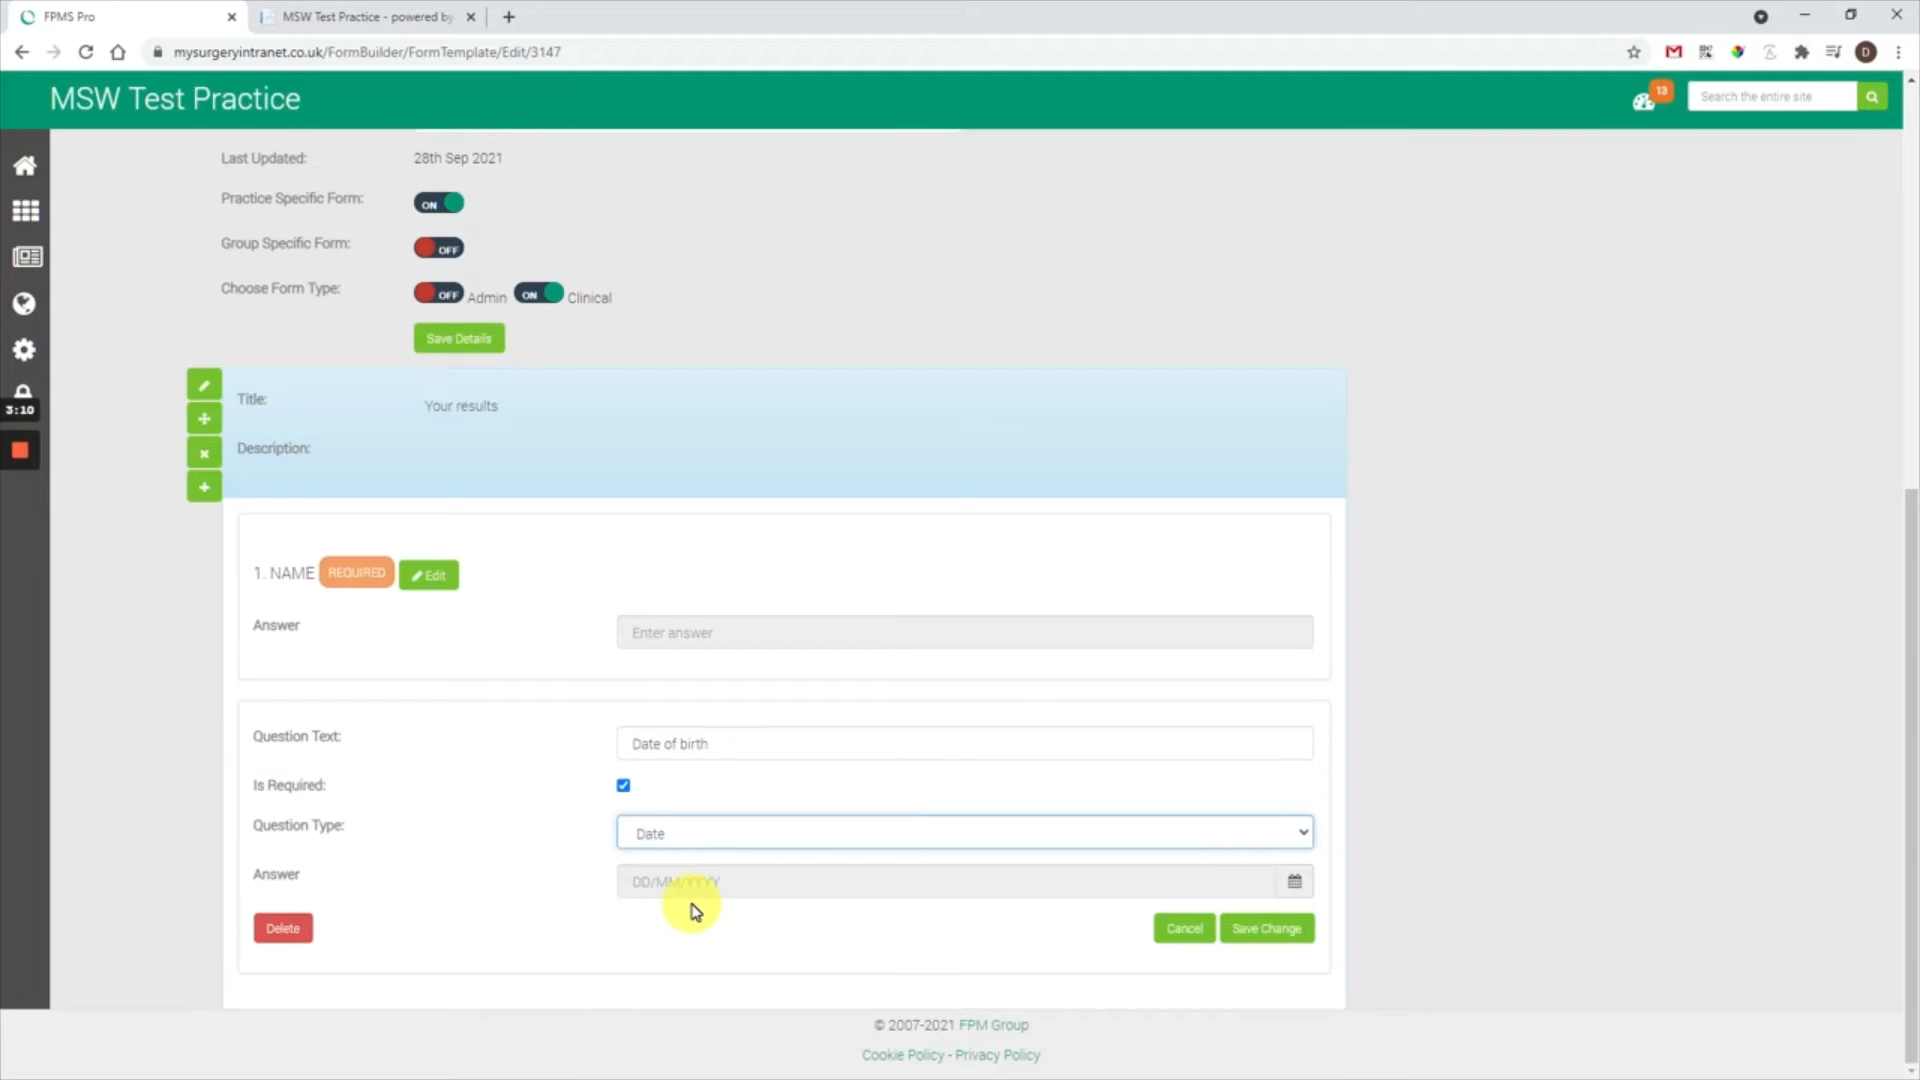 FPMS Pro
MSW Test Practice - powered by
mysurgeryintranet.co.uk/FormBuilder/FormTemplate/Edit/3147
D
MSW Test Practice
13
Search the entire site
Last Updated:
28th Sep 2021
Practice Specific Form:
ON
Group Specific Form:
OFF
Choose Form Type:
OFF Admin ON Clinical
Save Details
3:10
Title:
Your results
Description:
1. NAME REQUIRED Edit
Answer
Enter answer
Question Text:
Date of birth
Is Required:
Question Type:
Date
Answer
DD/MM/YYYY
Delete
Cancel
Save Change
© 2007-2021 FPM Group
Cookie Policy - Privacy Policy